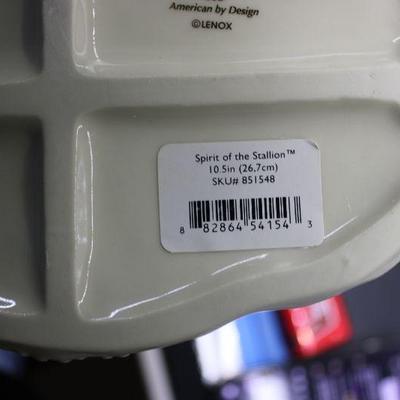 American by Design
©LENOX
Spirit of the Stallion™
10.5in (26,7cm)
SKU# 851548
8 82864 54154 3